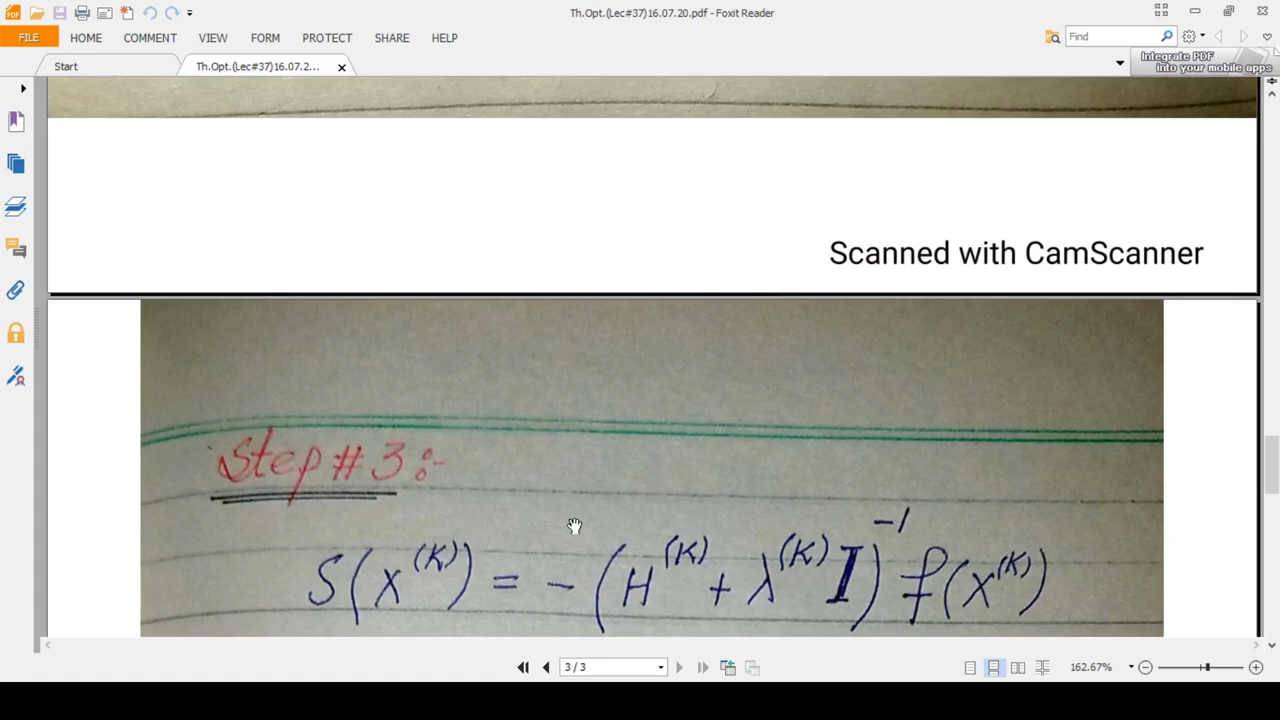 Th.Opt.(Lec#37)16.07.20.pdf - Foxit Reader
FILE HOME COMMENT VIEW FORM PROTECT SHARE HELP
Find
Start
Th.Opt.(Lec#37)16.07.2...
Integrate PDF
into your mobile apps
Scanned with CamScanner
Step # 3 :-
S(X^(K)) = - (H^(K) + λ^(K) I)^-1 f(X^(K))
3 / 3
162.67%